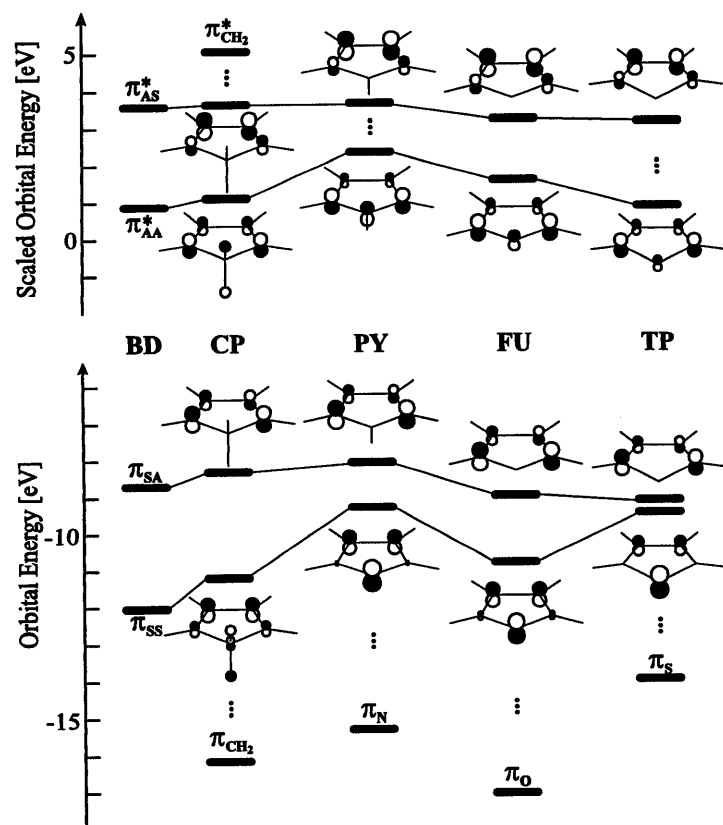 π*CH₂
5
π*AS
π*AA
0
Scaled Orbital Energy [eV]
BD CP PY FU TP
πSA
-10
πSS
Orbital Energy [eV]
πS
πN
-15
πCH₂
πO